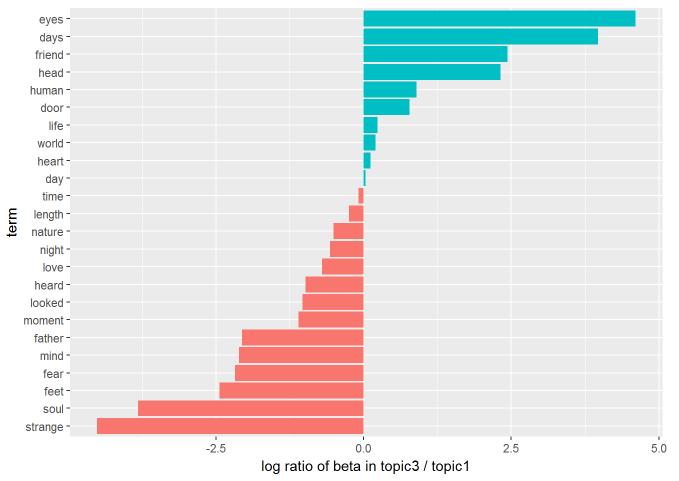 eyes
days
friend
head
human
door
life
world
heart
day
time
length
nature
night
love
heard
looked
moment
father
mind
fear
feet
soul
strange
term
-2.5 0.0 2.5 5.0
log ratio of beta in topic3 / topic1